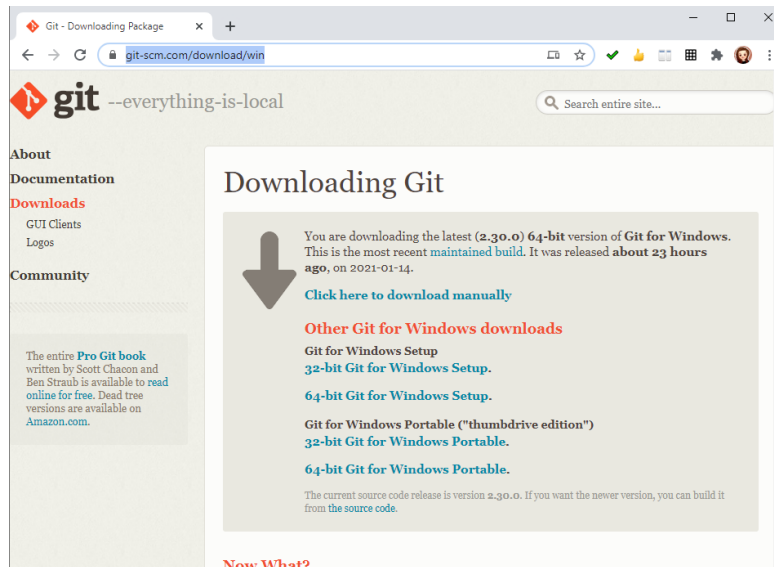 Git - Downloading Package
git-scm.com/download/win
git --everything-is-local
Search entire site...
About
Documentation
Downloads
GUI Clients
Logos
Community
The entire Pro Git book
written by Scott Chacon and
Ben Straub is available to read
online for free. Dead tree
versions are available on
Amazon.com.
Downloading Git
You are downloading the latest (2.30.0) 64-bit version of Git for Windows.
This is the most recent maintained build. It was released about 23 hours
ago, on 2021-01-14.
Click here to download manually
Other Git for Windows downloads
Git for Windows Setup
32-bit Git for Windows Setup.
64-bit Git for Windows Setup.
Git for Windows Portable ("thumbdrive edition")
32-bit Git for Windows Portable.
64-bit Git for Windows Portable.
The current source code release is version 2.30.0. If you want the newer version, you can build it
from the source code.
Now What?